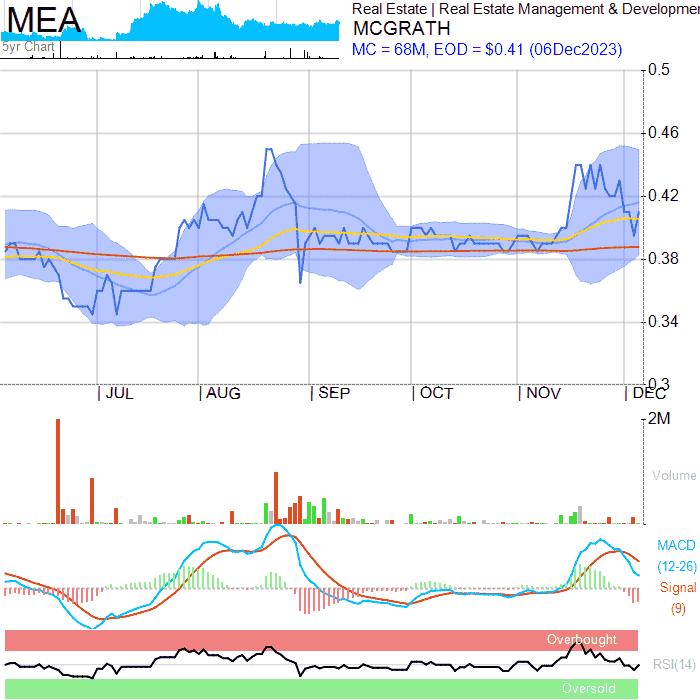 MEA
Real Estate | Real Estate Management & Developmen
5yr Chart
MCGRATH
MC = 68M, EOD = $0.41 (06Dec2023)
0.5
0.46
0.42
0.38
0.34
0.3
JUL AUG SEP OCT NOV DEC
2M
Volume
MACD
(12-26)
Signal
(9)
Overbought
RSI(14)
Oversold